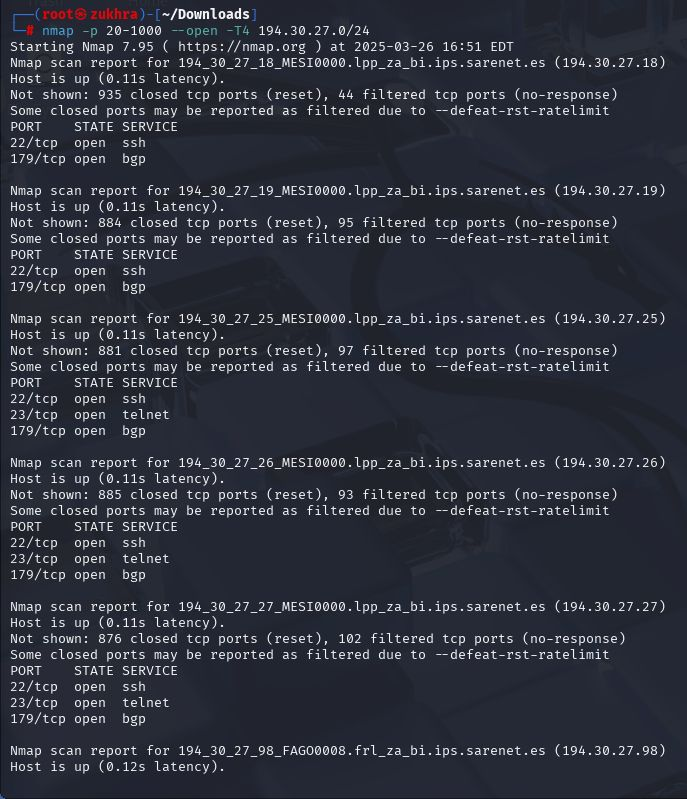 ┌──(root㉿zukhra)-[~/Downloads]
└─# nmap -p 20-1000 --open -T4 194.30.27.0/24
Starting Nmap 7.95 ( https://nmap.org ) at 2025-03-26 16:51 EDT
Nmap scan report for 194_30_27_18_MESI0000.lpp_za_bi.ips.sarenet.es (194.30.27.18)
Host is up (0.11s latency).
Not shown: 935 closed tcp ports (reset), 44 filtered tcp ports (no-response)
Some closed ports may be reported as filtered due to --defeat-rst-ratelimit
PORT    STATE SERVICE
22/tcp  open  ssh
179/tcp open  bgp

Nmap scan report for 194_30_27_19_MESI0000.lpp_za_bi.ips.sarenet.es (194.30.27.19)
Host is up (0.11s latency).
Not shown: 884 closed tcp ports (reset), 95 filtered tcp ports (no-response)
Some closed ports may be reported as filtered due to --defeat-rst-ratelimit
PORT    STATE SERVICE
22/tcp  open  ssh
179/tcp open  bgp

Nmap scan report for 194_30_27_25_MESI0000.lpp_za_bi.ips.sarenet.es (194.30.27.25)
Host is up (0.11s latency).
Not shown: 881 closed tcp ports (reset), 97 filtered tcp ports (no-response)
Some closed ports may be reported as filtered due to --defeat-rst-ratelimit
PORT    STATE SERVICE
22/tcp  open  ssh
23/tcp  open  telnet
179/tcp open  bgp

Nmap scan report for 194_30_27_26_MESI0000.lpp_za_bi.ips.sarenet.es (194.30.27.26)
Host is up (0.11s latency).
Not shown: 885 closed tcp ports (reset), 93 filtered tcp ports (no-response)
Some closed ports may be reported as filtered due to --defeat-rst-ratelimit
PORT    STATE SERVICE
22/tcp  open  ssh
23/tcp  open  telnet
179/tcp open  bgp

Nmap scan report for 194_30_27_27_MESI0000.lpp_za_bi.ips.sarenet.es (194.30.27.27)
Host is up (0.11s latency).
Not shown: 876 closed tcp ports (reset), 102 filtered tcp ports (no-response)
Some closed ports may be reported as filtered due to --defeat-rst-ratelimit
PORT    STATE SERVICE
22/tcp  open  ssh
23/tcp  open  telnet
179/tcp open  bgp

Nmap scan report for 194_30_27_98_FAGO0008.frl_za_bi.ips.sarenet.es (194.30.27.98)
Host is up (0.12s latency).